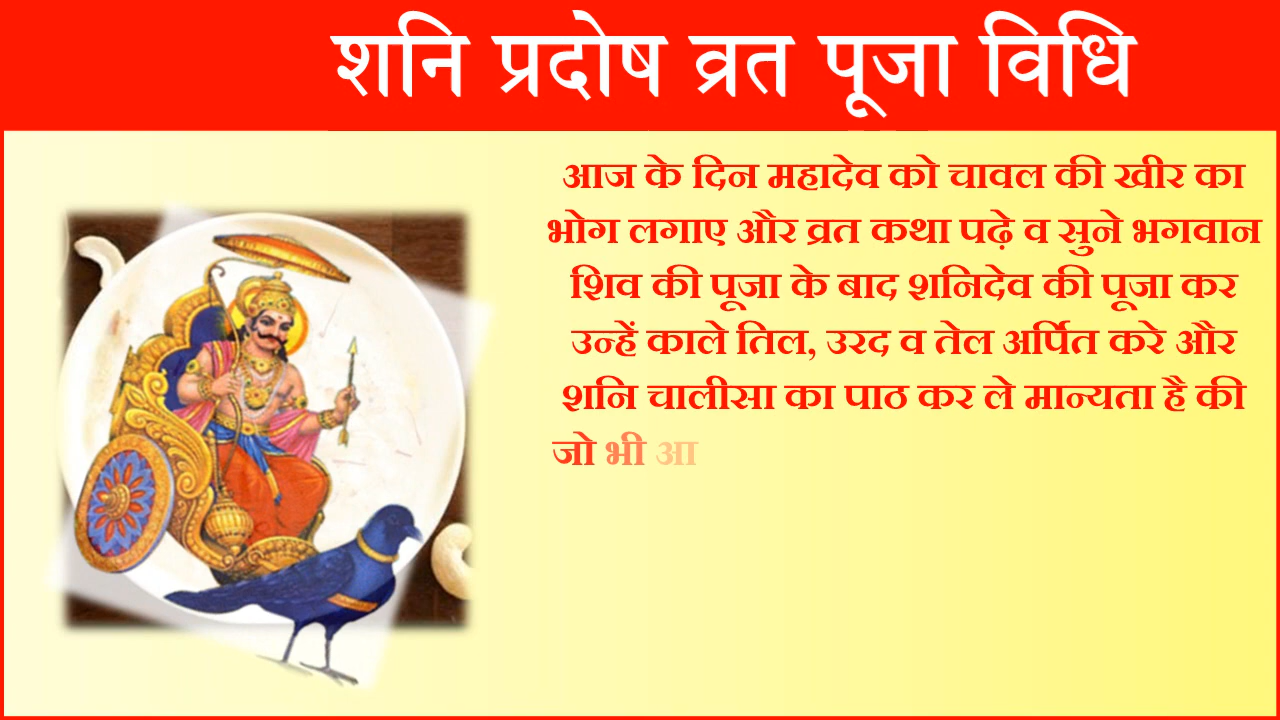 शनि प्रदोष व्रत पूजा विधि
आज के दिन महादेव को चावल की खीर का
भोग लगाए और व्रत कथा पढ़े व सुने भगवान
शिव की पूजा के बाद शनिदेव की पूजा कर
उन्हें काले तिल, उरद व तेल अर्पित करे और
शनि चालीसा का पाठ कर ले मान्यता है की
जो भी आ